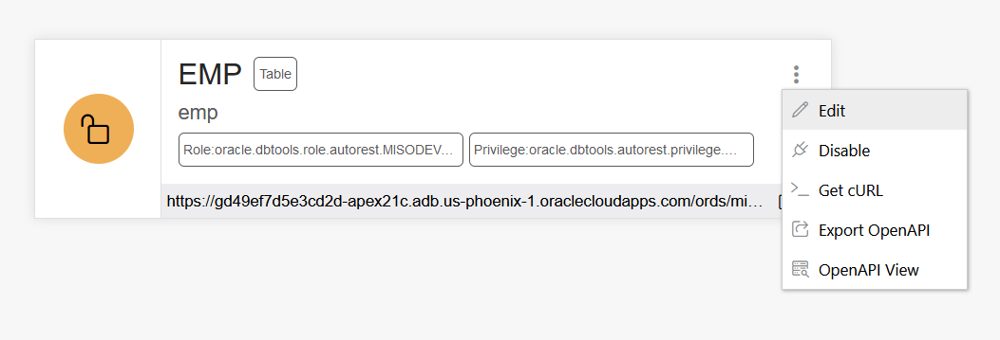 EMP Table
emp
Role:oracle.dbtools.role.autorest.MISODEV,... Privilege:oracle.dbtools.autorest.privilege....
https://gd49ef7d5e3cd2d-apex21c.adb.us-phoenix-1.oraclecloudapps.com/ords/mi...
Edit
Disable
Get cURL
Export OpenAPI
OpenAPI View